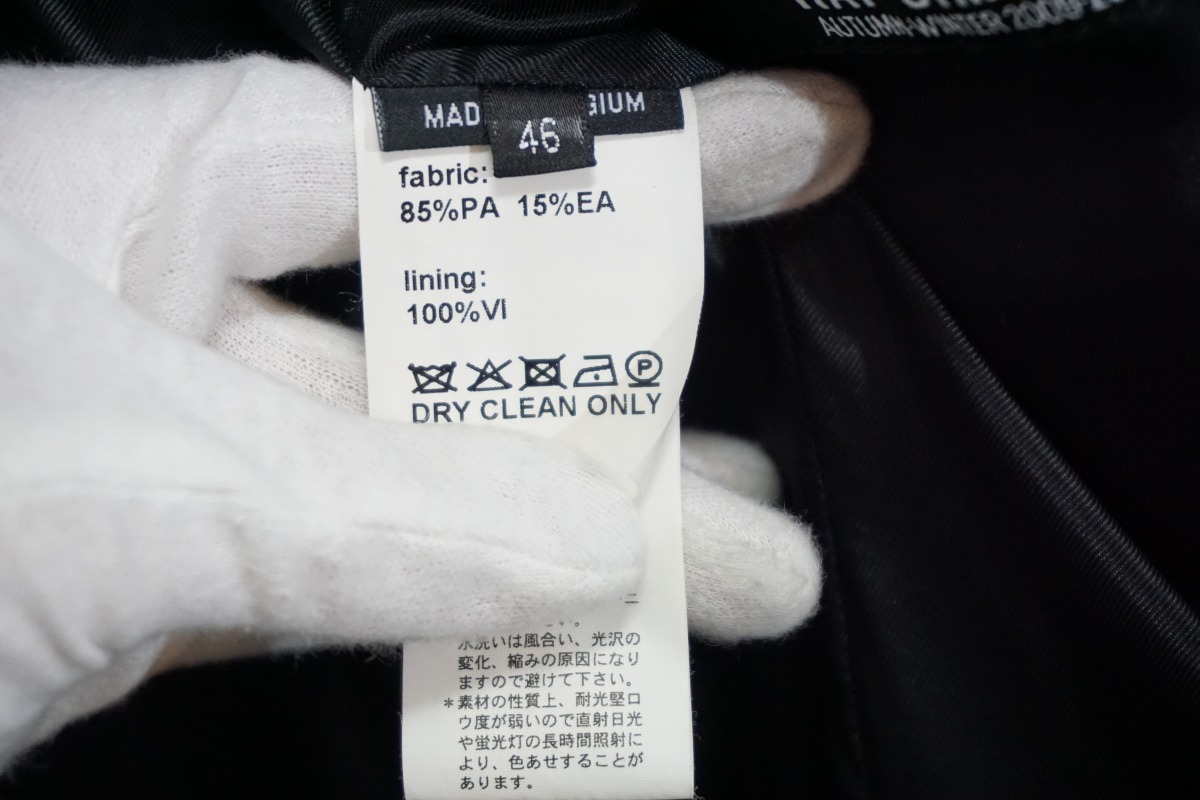 AUTUMN-WINTER
MAD
GIUM
46
fabric:
85%PA 15%EA
lining:
100%VI
P
DRY CLEAN ONLY
水洗いは風合い、光沢の
変化、縮みの原因になり
ますので避けて下さい。
*素材の性質上、耐光堅ロ
ウ度が弱いので直射日光
や蛍光灯の長時間照射に
より、色あせすることが
あります。